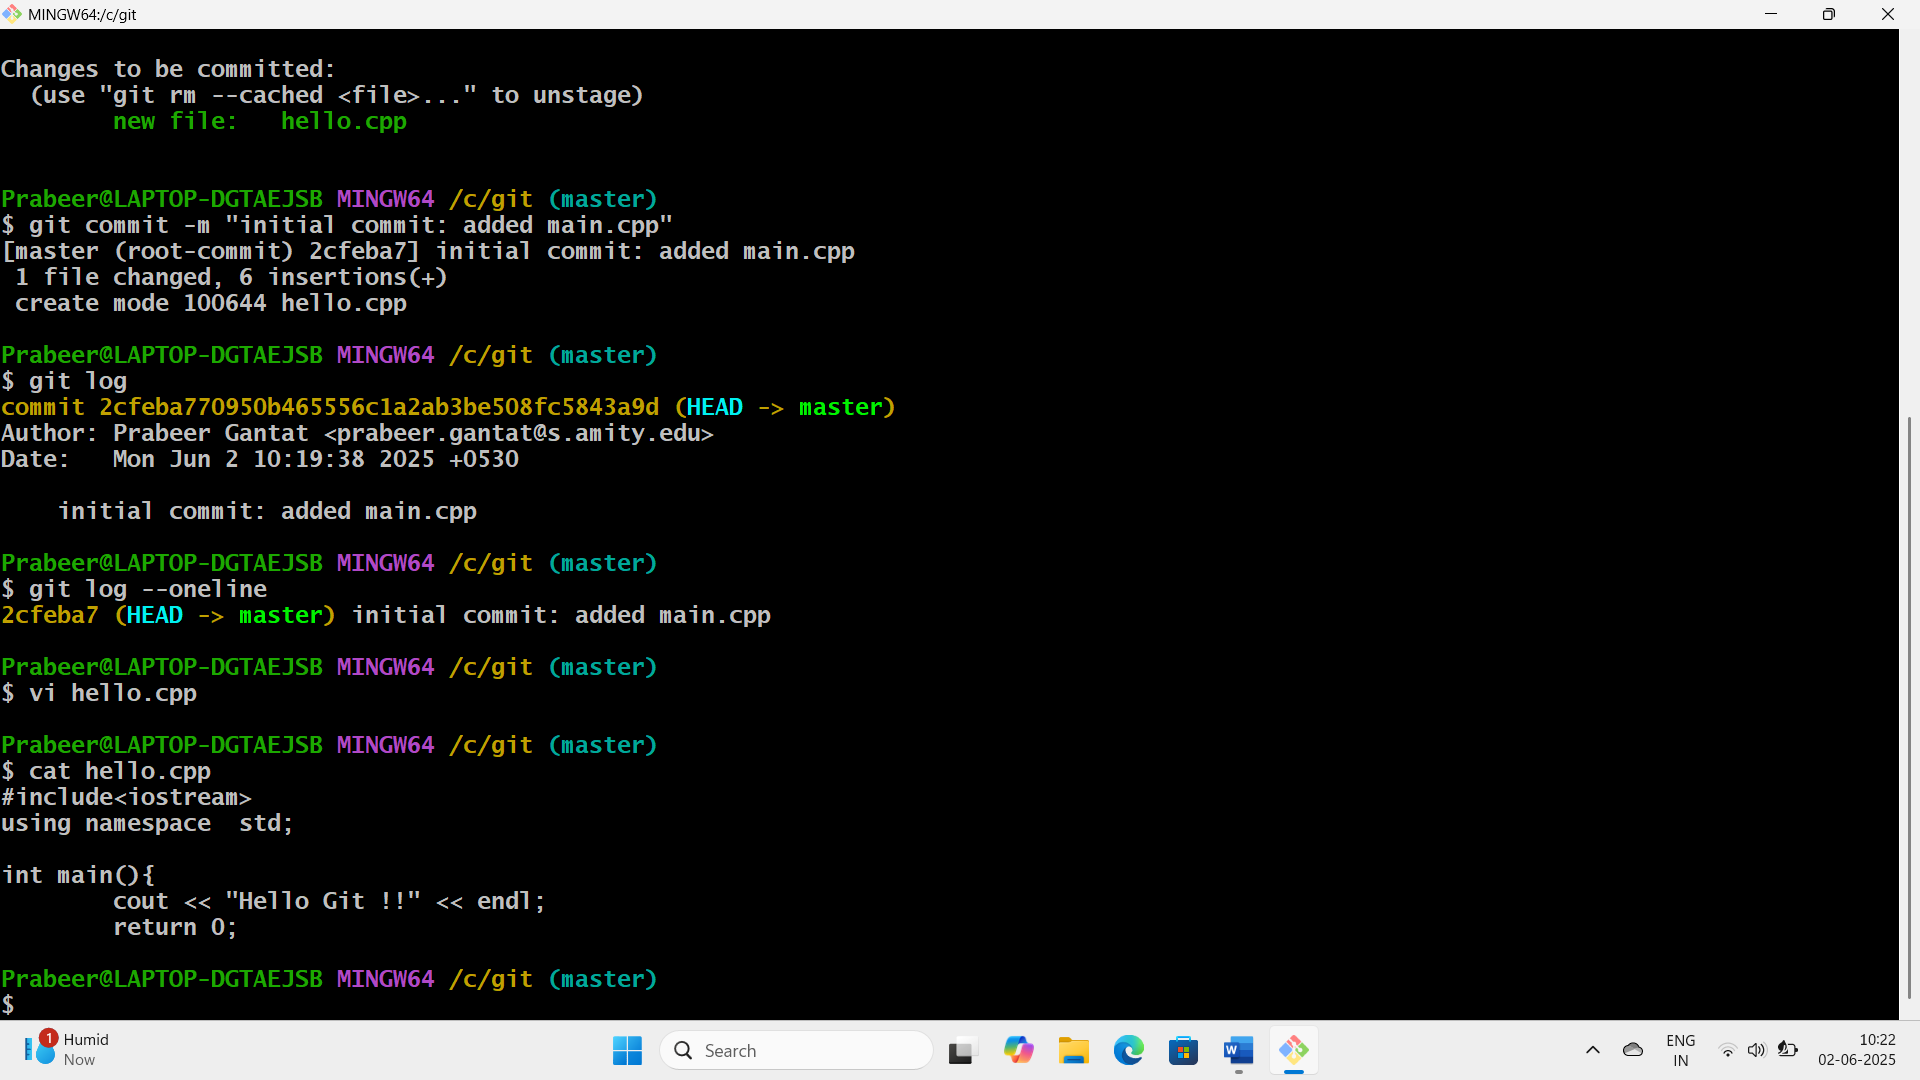 MINGW64:/c/git
Changes to be committed:
  (use "git rm --cached <file>..." to unstage)
        new file:   hello.cpp
Prabeer@LAPTOP-DGTAEJSB MINGW64 /c/git (master)
$ git commit -m "initial commit: added main.cpp"
[master (root-commit) 2cfeba7] initial commit: added main.cpp
 1 file changed, 6 insertions(+)
 create mode 100644 hello.cpp
Prabeer@LAPTOP-DGTAEJSB MINGW64 /c/git (master)
$ git log
commit 2cfeba770950b465556c1a2ab3be508fc5843a9d (HEAD -> master)
Author: Prabeer Gantat <prabeer.gantat@s.amity.edu>
Date:   Mon Jun 2 10:19:38 2025 +0530
    initial commit: added main.cpp
Prabeer@LAPTOP-DGTAEJSB MINGW64 /c/git (master)
$ git log --oneline
2cfeba7 (HEAD -> master) initial commit: added main.cpp
Prabeer@LAPTOP-DGTAEJSB MINGW64 /c/git (master)
$ vi hello.cpp
Prabeer@LAPTOP-DGTAEJSB MINGW64 /c/git (master)
$ cat hello.cpp
#include<iostream>
using namespace  std;
int main(){
        cout << "Hello Git !!" << endl;
        return 0;
Prabeer@LAPTOP-DGTAEJSB MINGW64 /c/git (master)
$
1
Humid
Now
Search
W
ENG
IN
10:22
02-06-2025